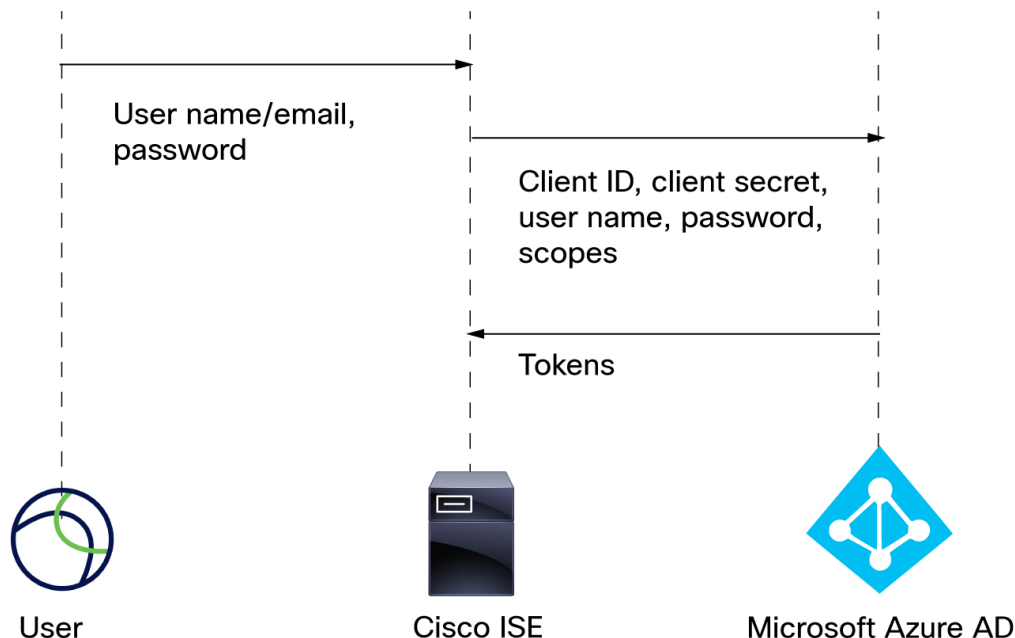 User name/email,
password
Client ID, client secret,
user name, password,
scopes
Tokens
User
Cisco ISE
Microsoft Azure AD